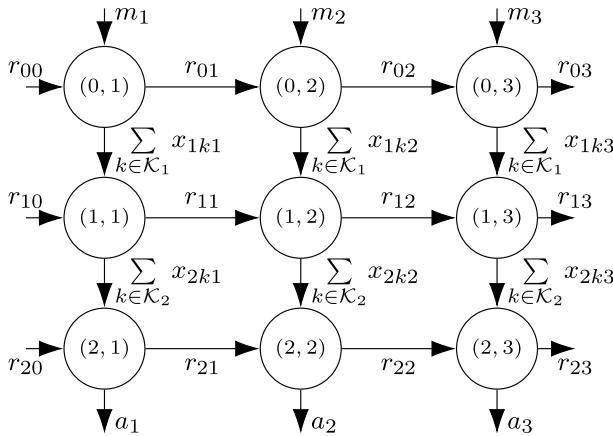 m₁ m₂ m₃
r₀₀ (0, 1) r₀₁ (0, 2) r₀₂ (0, 3) r₀₃
∑ x₁ₖ₁ ∑ x₁ₖ₂ ∑ x₁ₖ₃
k∈𝒦₁ k∈𝒦₁ k∈𝒦₁
r₁₀ (1, 1) r₁₁ (1, 2) r₁₂ (1, 3) r₁₃
∑ x₂ₖ₁ ∑ x₂ₖ₂ ∑ x₂ₖ₃
k∈𝒦₂ k∈𝒦₂ k∈𝒦₂
r₂₀ (2, 1) r₂₁ (2, 2) r₂₂ (2, 3) r₂₃
a₁ a₂ a₃